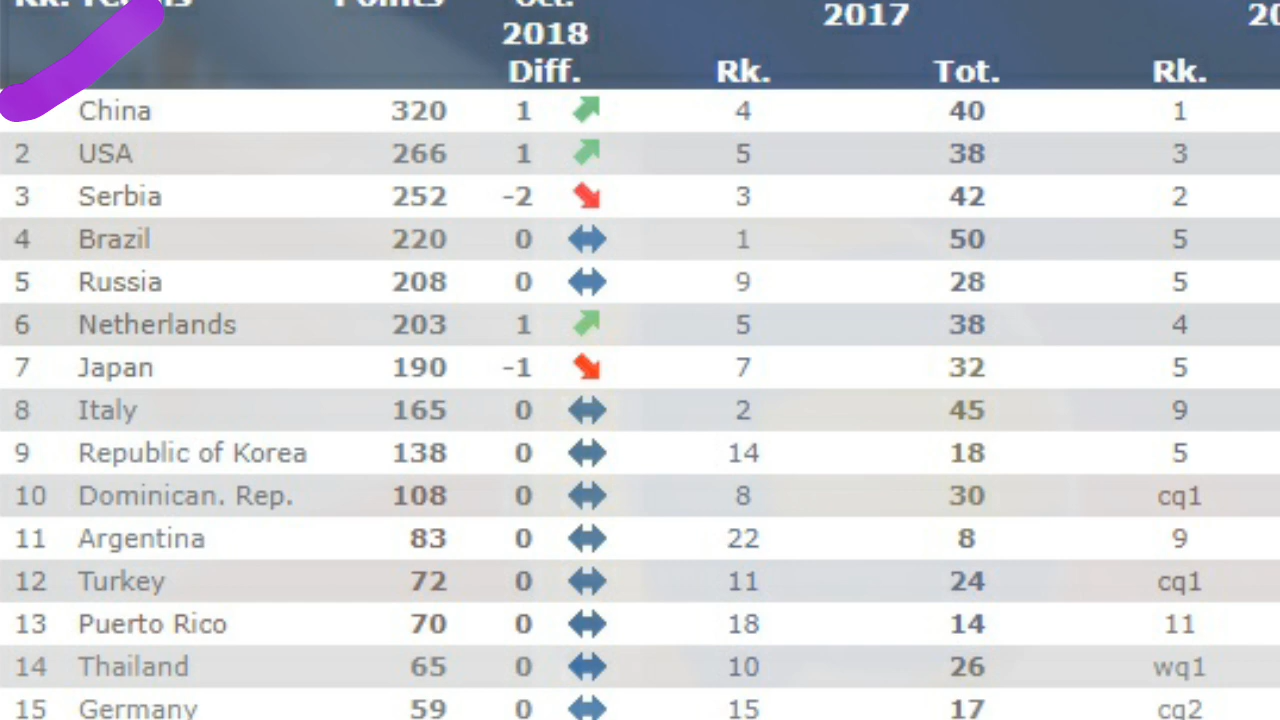 Rk. Teams Points Oct. 2018 Diff. 2017
Rk. Tot. Rk.
China 320 1 4 40 1
2 USA 266 1 5 38 3
3 Serbia 252 -2 3 42 2
4 Brazil 220 0 1 50 5
5 Russia 208 0 9 28 5
6 Netherlands 203 1 5 38 4
7 Japan 190 -1 7 32 5
8 Italy 165 0 2 45 9
9 Republic of Korea 138 0 14 18 5
10 Dominican. Rep. 108 0 8 30 cq1
11 Argentina 83 0 22 8 9
12 Turkey 72 0 11 24 cq1
13 Puerto Rico 70 0 18 14 11
14 Thailand 65 0 10 26 wq1
15 Germany 59 0 15 17 cq2